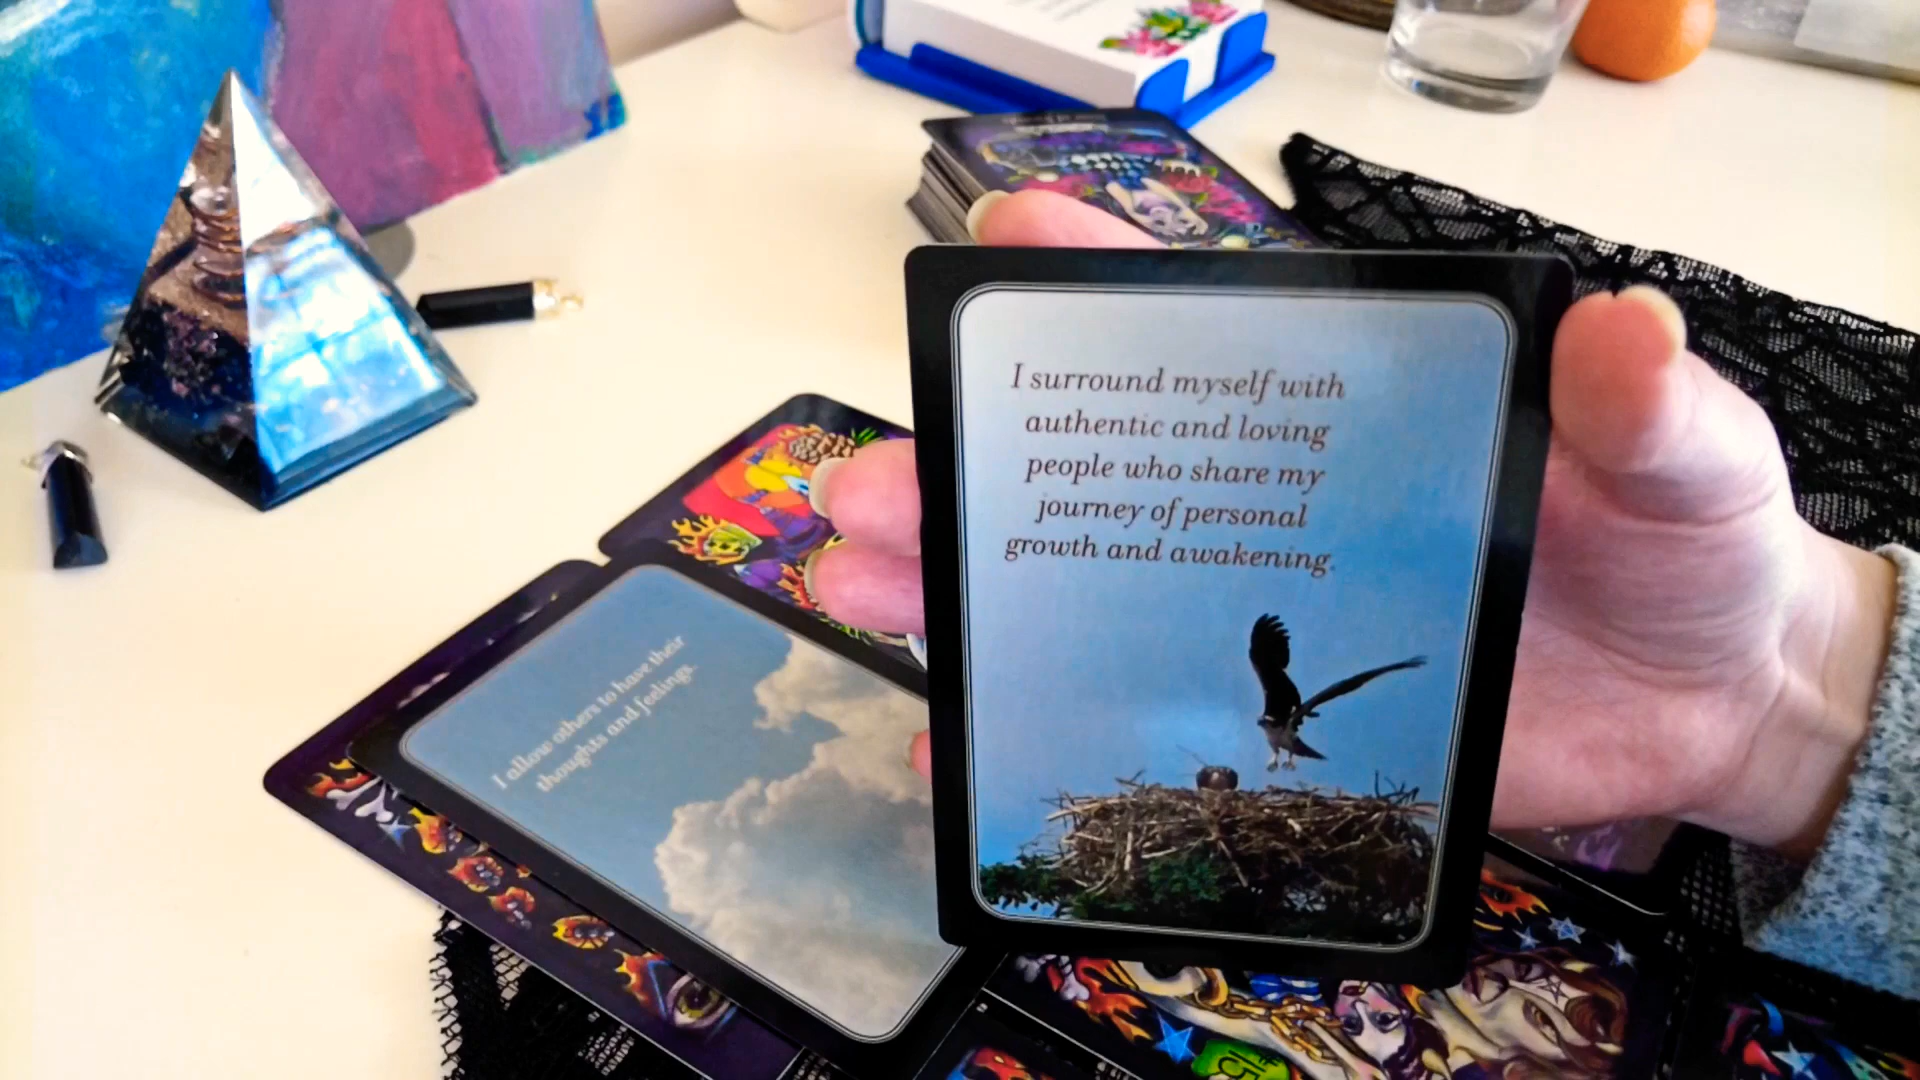 I surround myself with
authentic and loving
people who share my
journey of personal
growth and awakening.
I allow others to have their
thoughts and feelings.
#15